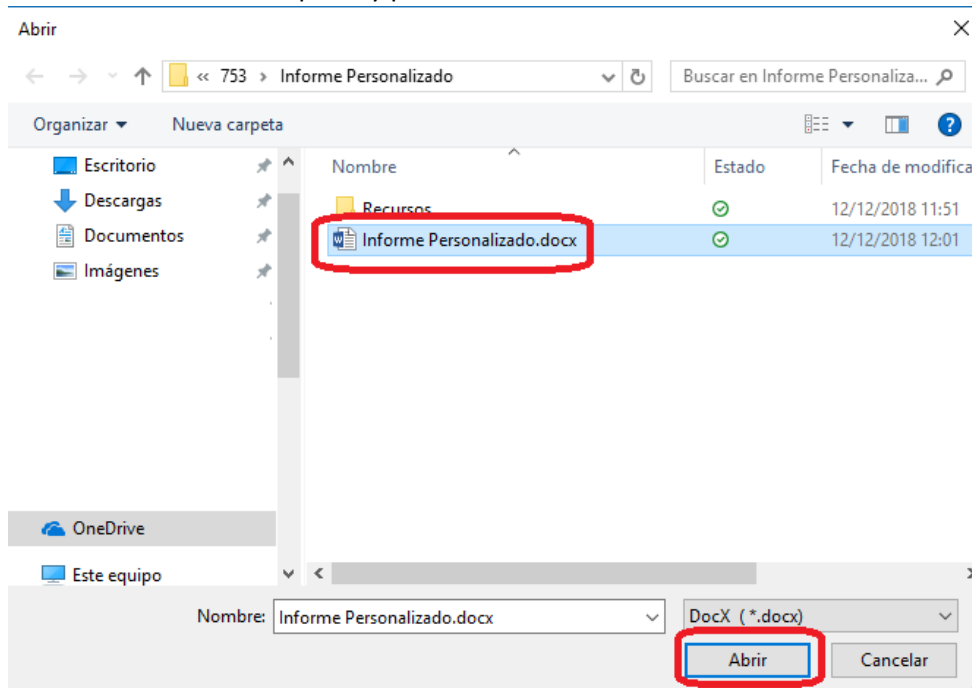 Abrir
« 753 > Informe Personalizado
Buscar en Informe Personaliza...
Organizar
Nueva carpeta
Escritorio
Descargas
Documentos
Imágenes
OneDrive
Este equipo
Nombre
Estado
Fecha de modifica
Recursos
12/12/2018 11:51
Informe Personalizado.docx
12/12/2018 12:01
Nombre:
Informe Personalizado.docx
DocX (*.docx)
Abrir
Cancelar